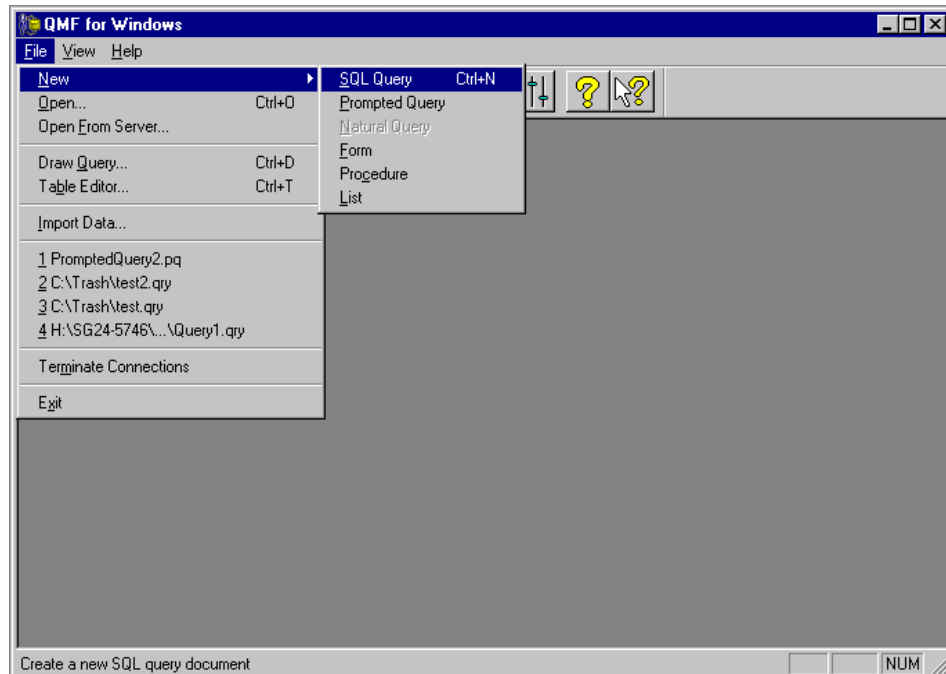 QMF for Windows
File View Help
New
Open... Ctrl+O
Open From Server...
Draw Query... Ctrl+D
Table Editor... Ctrl+T
Import Data...
1 PromptedQuery2.pq
2 C:\Trash\test2.qry
3 C:\Trash\test.qry
4 H:\SG24-5746\...\Query1.qry
Terminate Connections
Exit
SQL Query Ctrl+N
Prompted Query
Natural Query
Form
Procedure
List
Create a new SQL query document
NUM